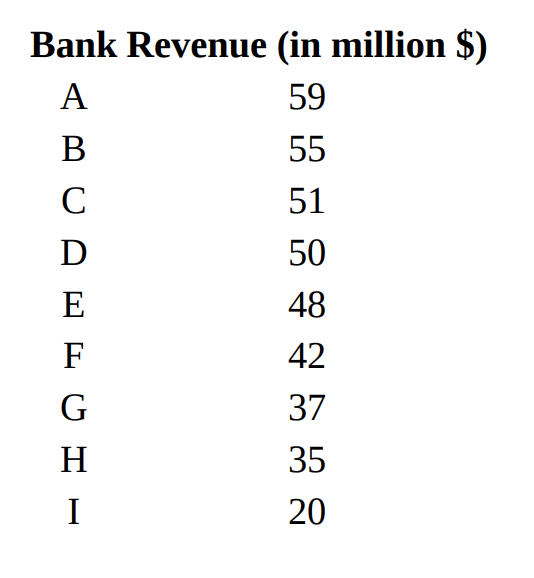 Bank Revenue (in million $)
A 59
B 55
C 51
D 50
E 48
F 42
G 37
H 35
I 20